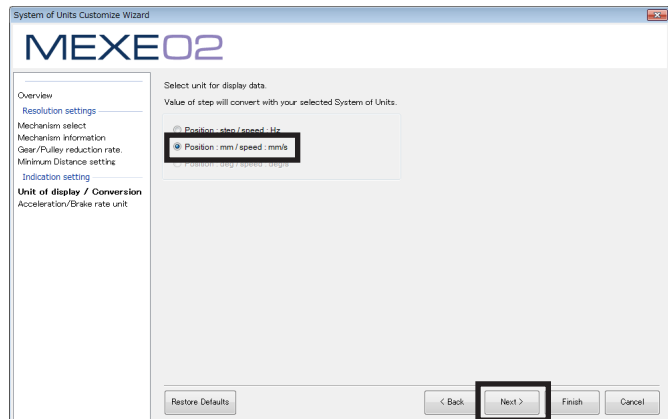 System of Units Customize Wizard
MEXE02
Overview
Resolution settings
Mechanism select
Mechanism information
Gear/Pulley reduction rate.
Minimum Distance setting
Indication setting
Unit of display / Conversion
Acceleration/Brake rate unit
Select unit for display data.
Value of step will convert with your selected System of Units.
Position : step / speed : Hz
Position : mm / speed : mm/s
Position : deg / speed : deg/s
Restore Defaults
< Back
Next >
Finish
Cancel